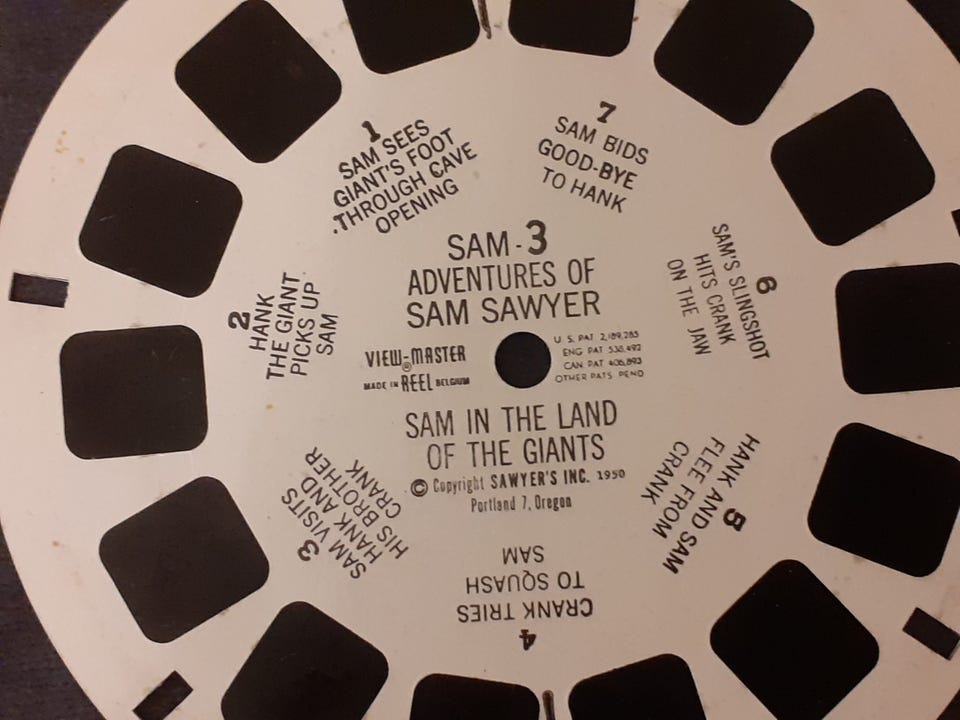 SAM-3
ADVENTURES OF
SAM SAWYER
VIEW-MASTER
®
MADE IN REEL BELGIUM
U.S. PAT 2,189,285
ENG PAT 538,492
CAN. PAT 406,893
OTHER PATS PEND
SAM IN THE LAND
OF THE GIANTS
© Copyright SAWYER'S INC. 1950
Portland 7, Oregon
1
SAM SEES
GIANT'S FOOT
THROUGH CAVE
OPENING
2
HANK
THE GIANT
PICKS UP
SAM
3
SAM VISITS
HANK AND
HIS BROTHER
CRANK
4
CRANK TRIES
TO SQUASH
SAM
5
HANK AND SAM
FLEE FROM
CRANK
6
SAM'S SLINGSHOT
HITS CRANK
ON THE JAW
7
SAM BIDS
GOOD-BYE
TO HANK